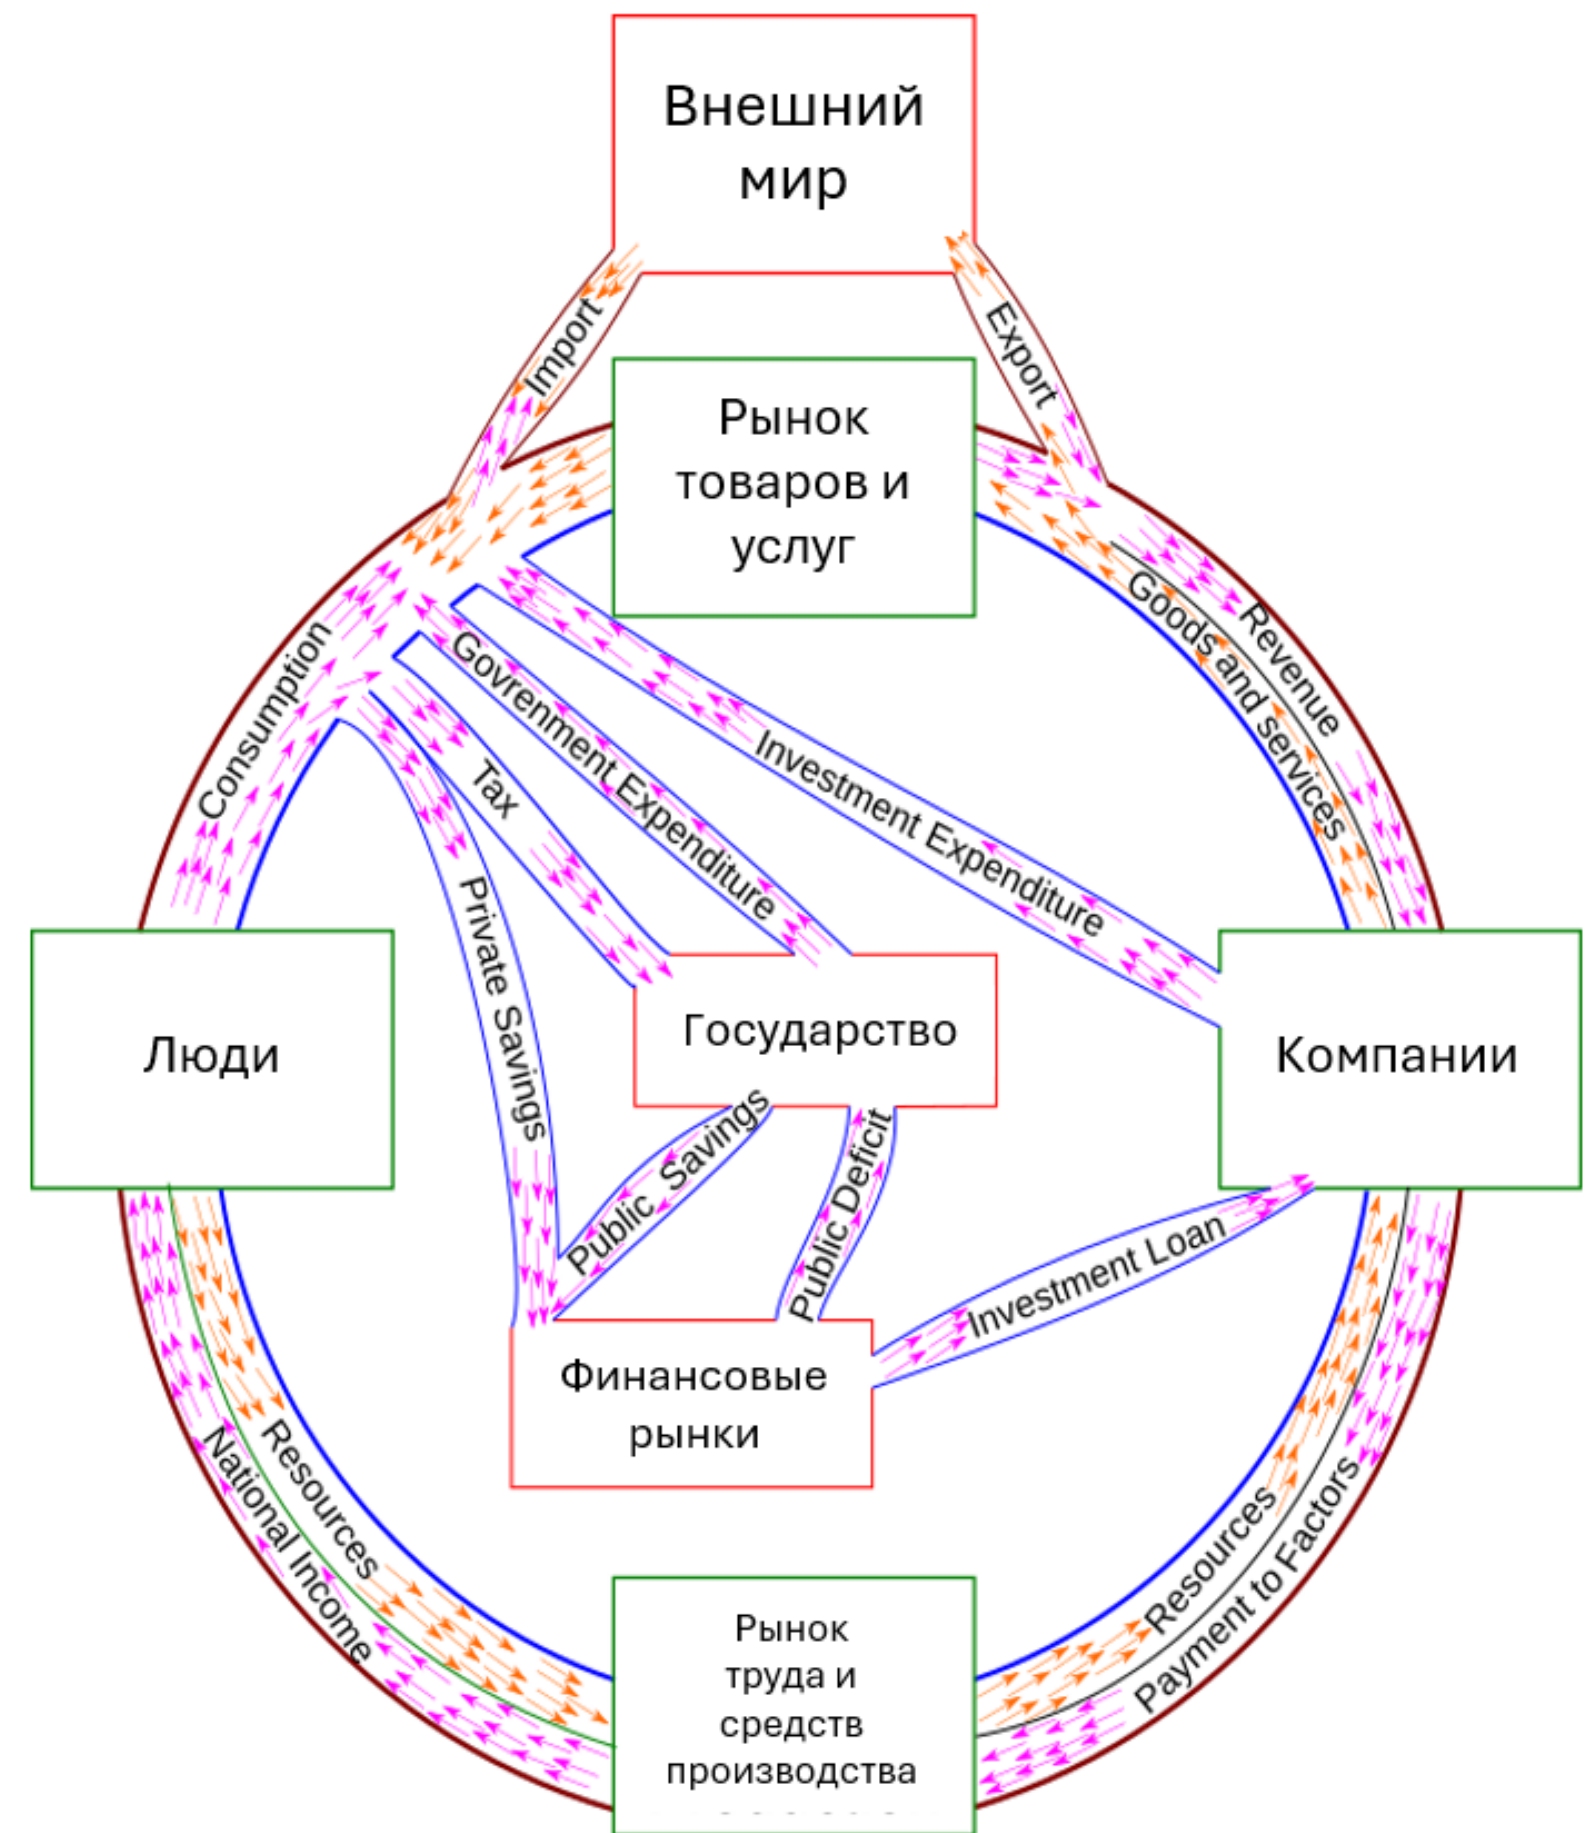 Внешний
мир
Import
Export
Рынок
товаров и
услуг
Consumption
Govrenment Expenditure
Investment Expenditure
Goods and services
Revenue
Tax
Private Savings
Люди
Государство
Компании
Public Savings
Public Deficit
Investment Loan
Финансовые
рынки
National Income
Resources
Resources
Payment to Factors
Рынок
труда и
средств
производства